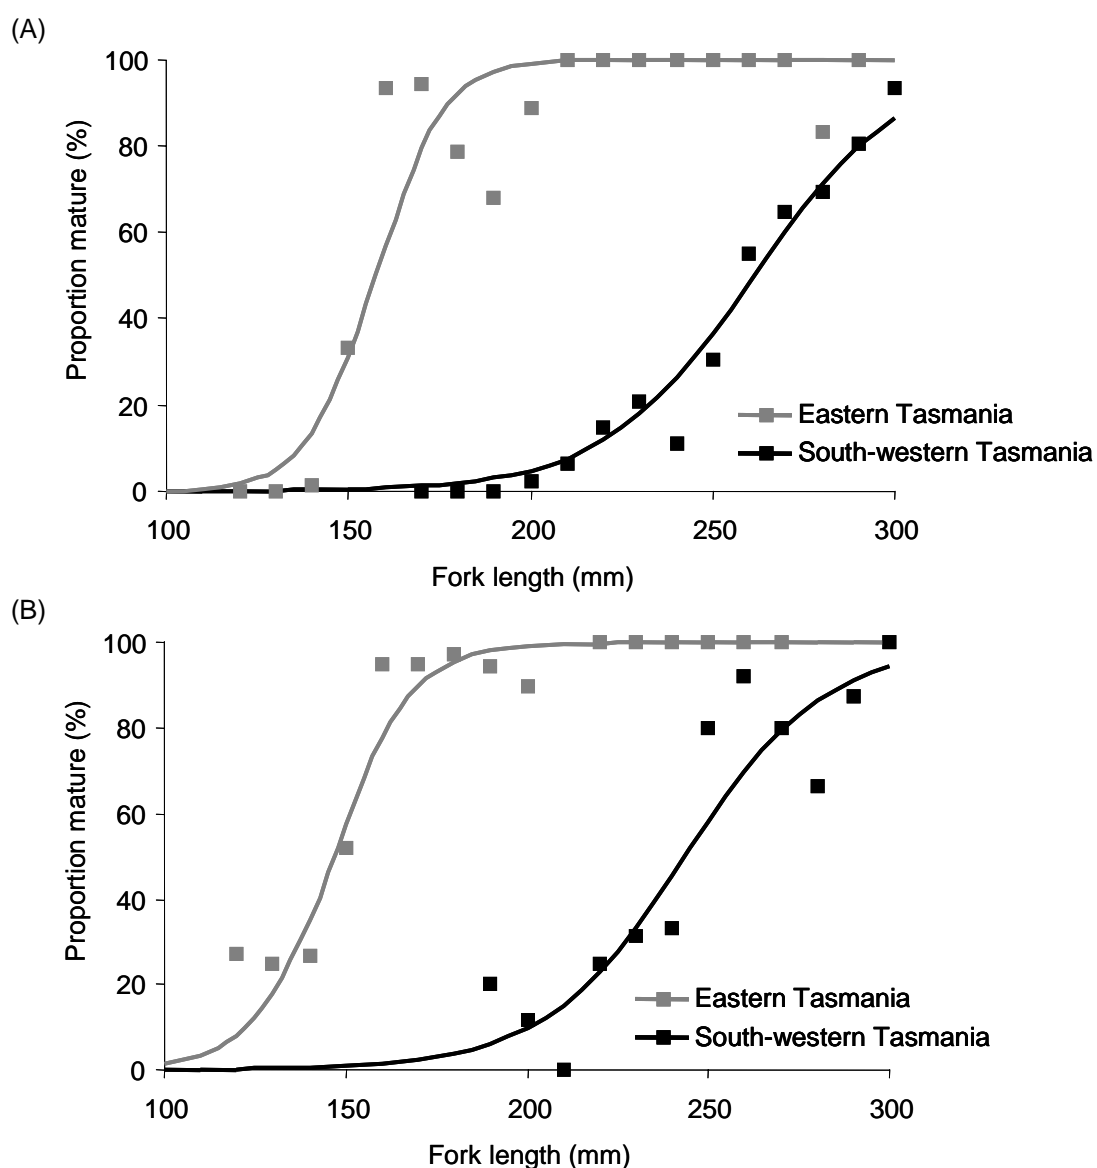 (A)
100
80
60
40
20
0
Proportion mature (%)
Eastern Tasmania
South-western Tasmania
100 150 200 250 300
Fork length (mm)
(B)
100
80
60
40
20
0
Proportion mature (%)
Eastern Tasmania
South-western Tasmania
100 150 200 250 300
Fork length (mm)